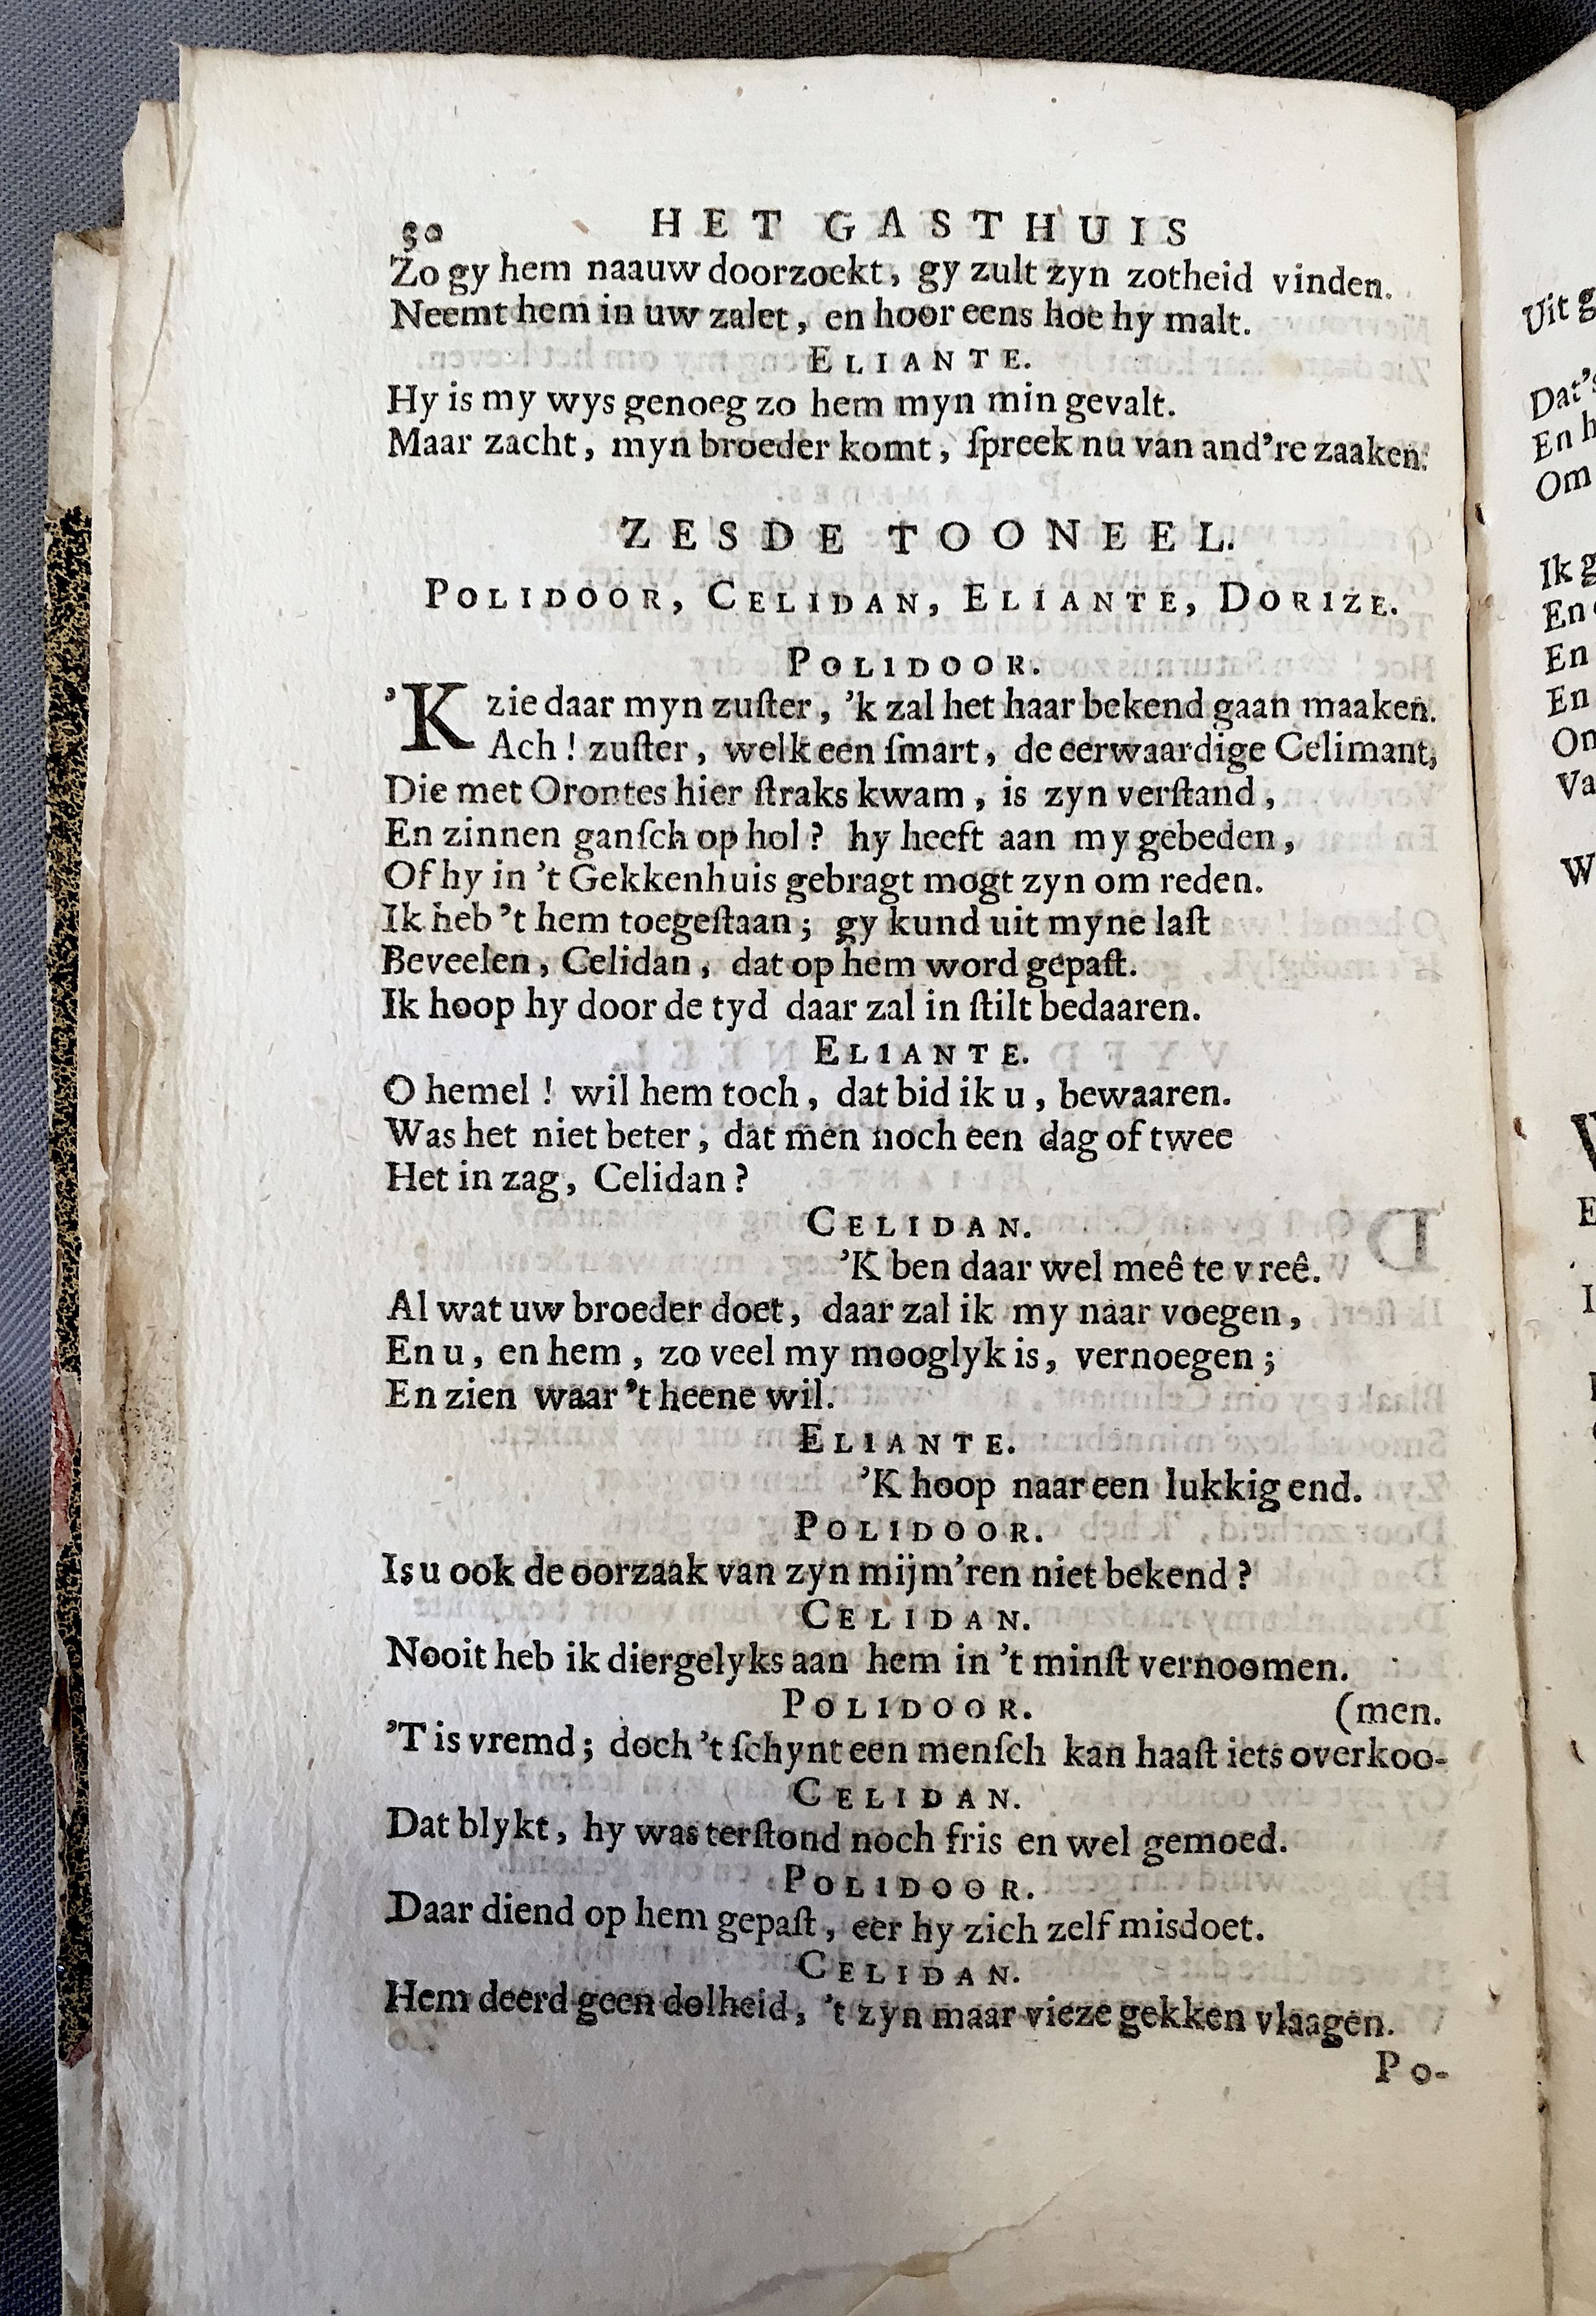 50 HET GASTHUIS
Zo gy hem naauw doorzoekt, gy zult zyn zotheid vinden.
Neemt hem in uw zalet, en hoor eens hoe hy malt.
ELIANTE.
Hy is my wys genoeg zo hem myn min gevalt.
Maar zacht, myn broeder komt, ſpreek nu van and're zaaken.
ZESDE TOONEEL.
POLIDOOR, CELIDAN, ELIANTE, DORIZE.
POLIDOOR.
'K zie daar myn zuſter, 'k zal het haar bekend gaan maaken.
Ach! zuſter, welk een ſmart, de eerwaardige Celimant,
Die met Orontes hier ſtraks kwam, is zyn verſtand,
En zinnen ganſch op hol? hy heeft aan my gebeden,
Of hy in 't Gekkenhuis gebragt mogt zyn om reden.
Ik heb 't hem toegeſtaan; gy kund uit myne laſt
Beveelen, Celidan, dat op hem word gepaſt.
Ik hoop hy door de tyd daar zal in ſtilt bedaaren.
ELIANTE.
O hemel! wil hem toch, dat bid ik u, bewaaren.
Was het niet beter, dat men noch een dag of twee
Het in zag, Celidan?
CELIDAN.
'K ben daar wel meê te vreê.
Al wat uw broeder doet, daar zal ik my naar voegen,
En u, en hem, zo veel my mooglyk is, vernoegen;
En zien waar 't heene wil.
ELIANTE.
'K hoop naar een lukkig end.
POLIDOOR.
Is u ook de oorzaak van zyn mijm'ren niet bekend?
CELIDAN.
Nooit heb ik diergelyks aan hem in 't minſt vernoomen.
POLIDOOR. (men.
'T is vremd; doch 't ſchynt een menſch kan haaſt iets overkoo-
CELIDAN.
Dat blykt, hy was terſtond noch fris en wel gemoed.
POLIDOOR.
Daar diend op hem gepaſt, eer hy zich zelf misdoet.
CELIDAN.
Hem deerd geen dolheid, 't zyn maar vieze gekken vlaagen.
Po-
Uit g
Dat's
En h
Om
Ik g
En
En
En
On
Va
W
E
I